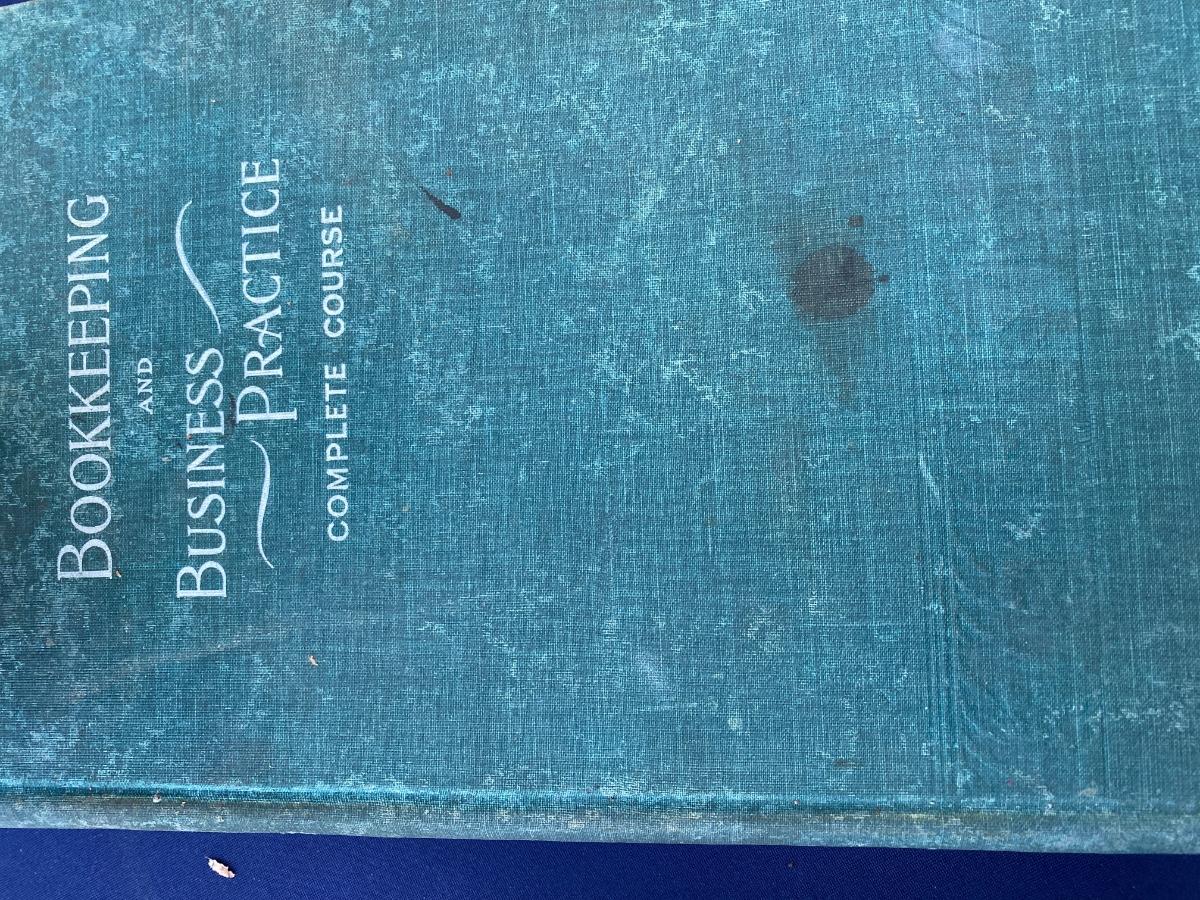 BOOKKEEPING
AND
BUSINESS
PRACTICE
COMPLETE COURSE